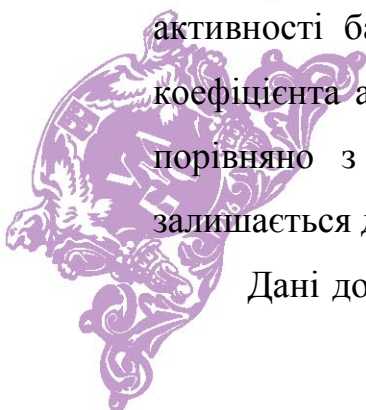 активності ба
коефіцієнта а
порівняно з
залишається д
Дані до